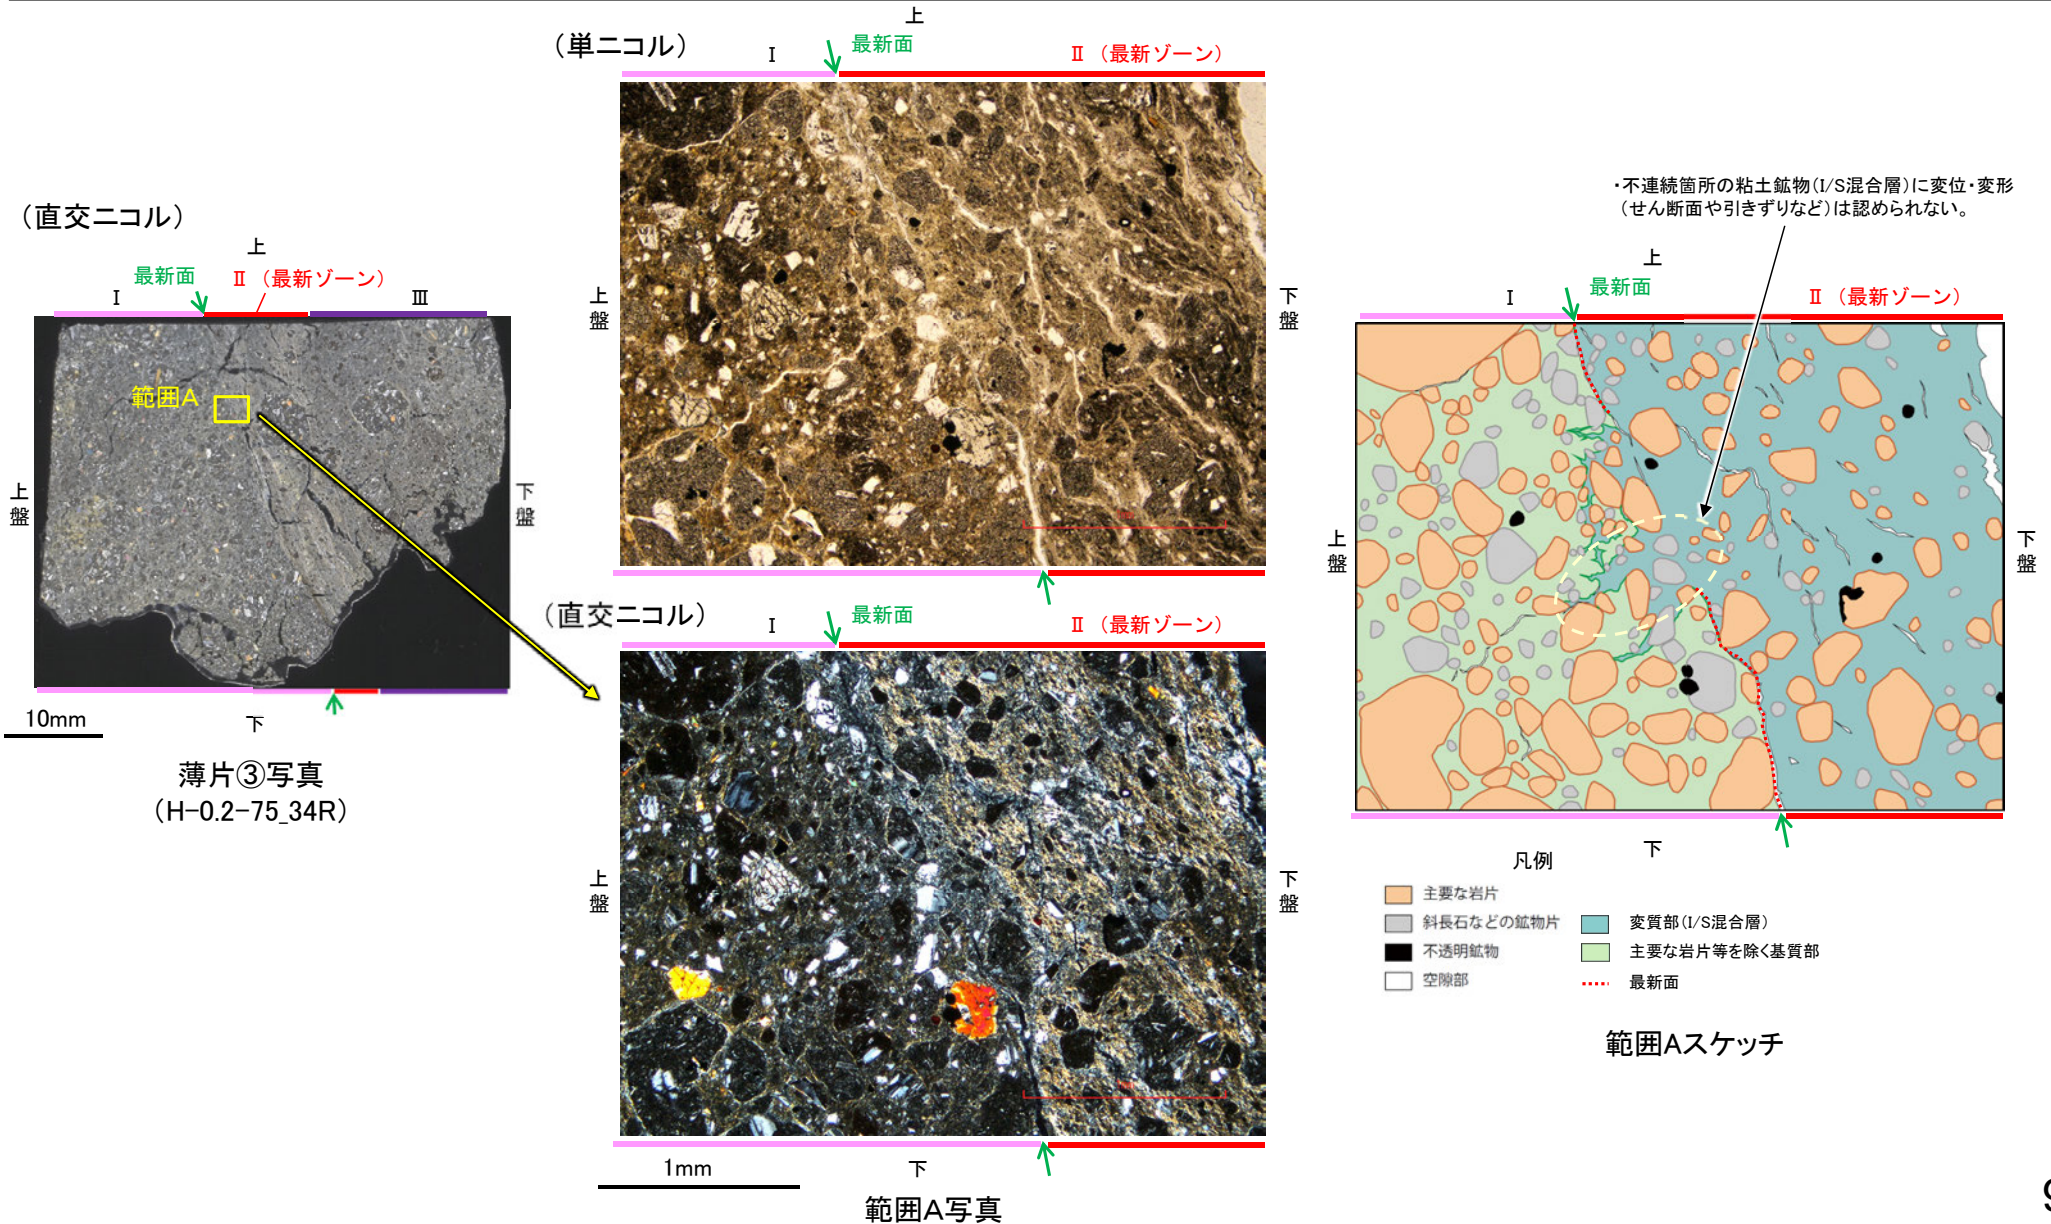 （直交ニコル）
上
最新面
Ⅱ（最新ゾーン）
Ⅰ
Ⅲ
範囲A
上盤
下盤
10mm
下
薄片③写真
（H-0.2-75_34R）
（単ニコル）
上
Ⅰ
最新面
Ⅱ（最新ゾーン）
上盤
下盤
（直交ニコル）
Ⅰ
最新面
Ⅱ（最新ゾーン）
上盤
下盤
1mm
下
範囲A写真
・不連続箇所の粘土鉱物（I/S混合層）に変位・変形
（せん断面や引きずりなど）は認められない。
上
Ⅰ
最新面
Ⅱ（最新ゾーン）
上盤
下盤
下
凡例
主要な岩片
斜長石などの鉱物片
不透明鉱物
空隙部
変質部（I/S混合層）
主要な岩片等を除く基質部
最新面
範囲Aスケッチ